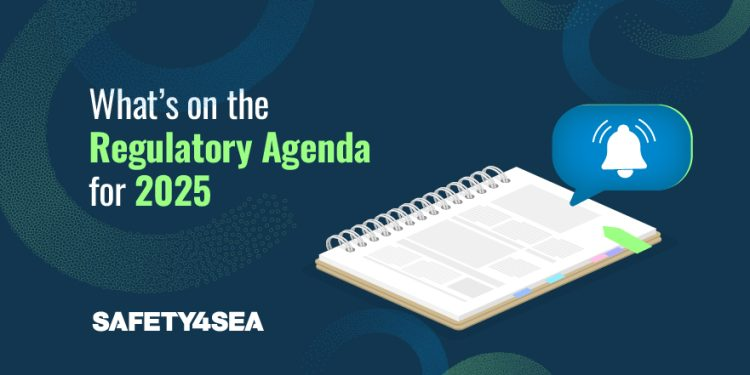 What's on the
Regulatory Agenda
for 2025
SAFETY4SEA